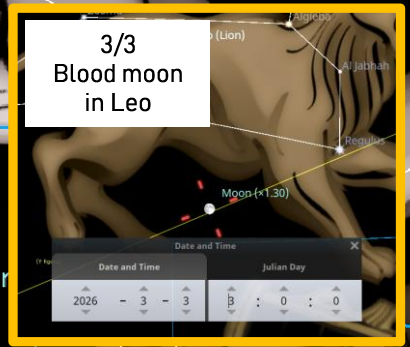 Algieba
3/3
Blood moon
in Leo
o (Lion)
Al Jabhah
Regulus
Moon (×1.30)
Date and Time
Date and Time
Julian Day
2026 - 3 - 3
3 : 0 : 0